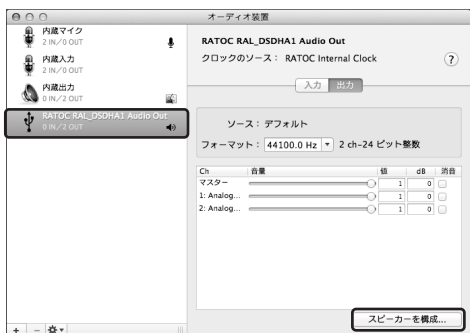 オーディオ装置
内蔵マイク
2 IN/0 OUT
内蔵入力
2 IN/0 OUT
内蔵出力
0 IN/2 OUT
RATOC RAL_DSDHA1 Audio Out
0 IN/2 OUT
RATOC RAL_DSDHA1 Audio Out
クロックのソース： RATOC Internal Clock
?
入力 出力
ソース：デフォルト
フォーマット： 44100.0 Hz 2 ch-24 ビット整数
Ch 音量 値 dB 消音
マスター 1 0
1: Analog... 1 0
2: Analog... 1 0
スピーカーを構成...
+ −